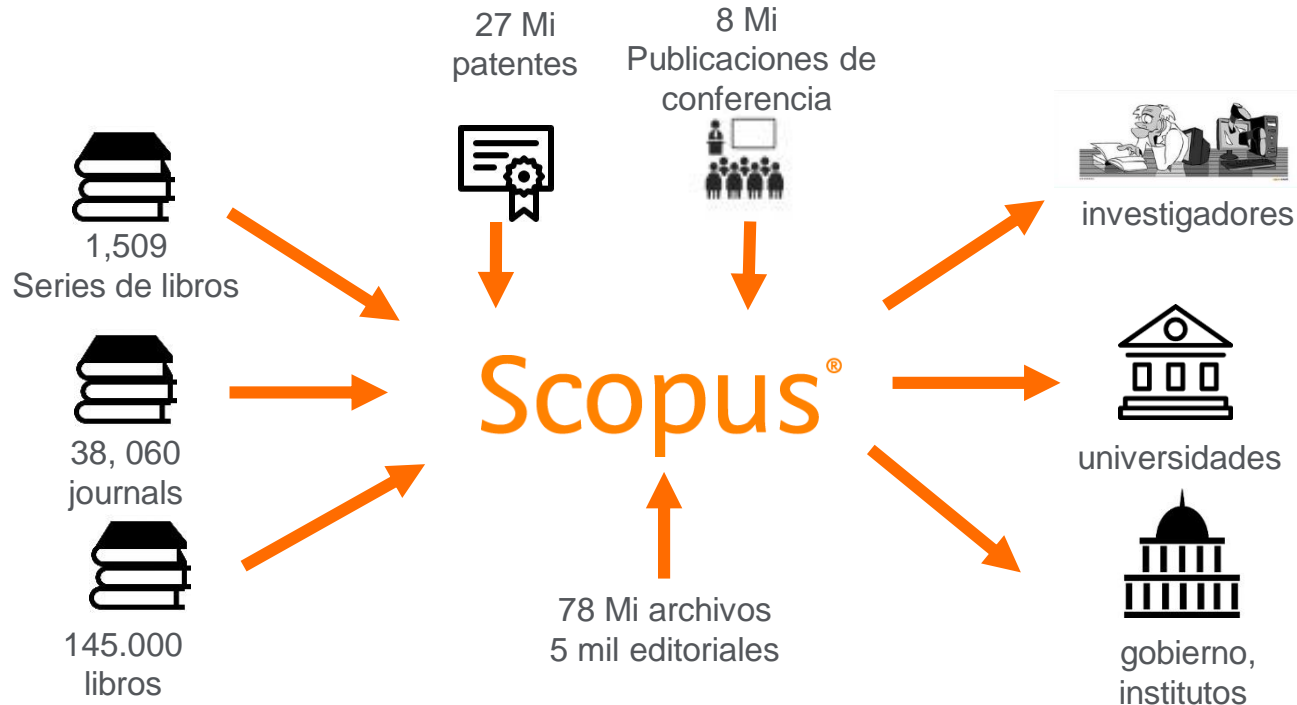 27 Mi
patentes
8 Mi
Publicaciones de
conferencia
1,509
Series de libros
38, 060
journals
145.000
libros
Scopus®
78 Mi archivos
5 mil editoriales
investigadores
universidades
gobierno,
institutos